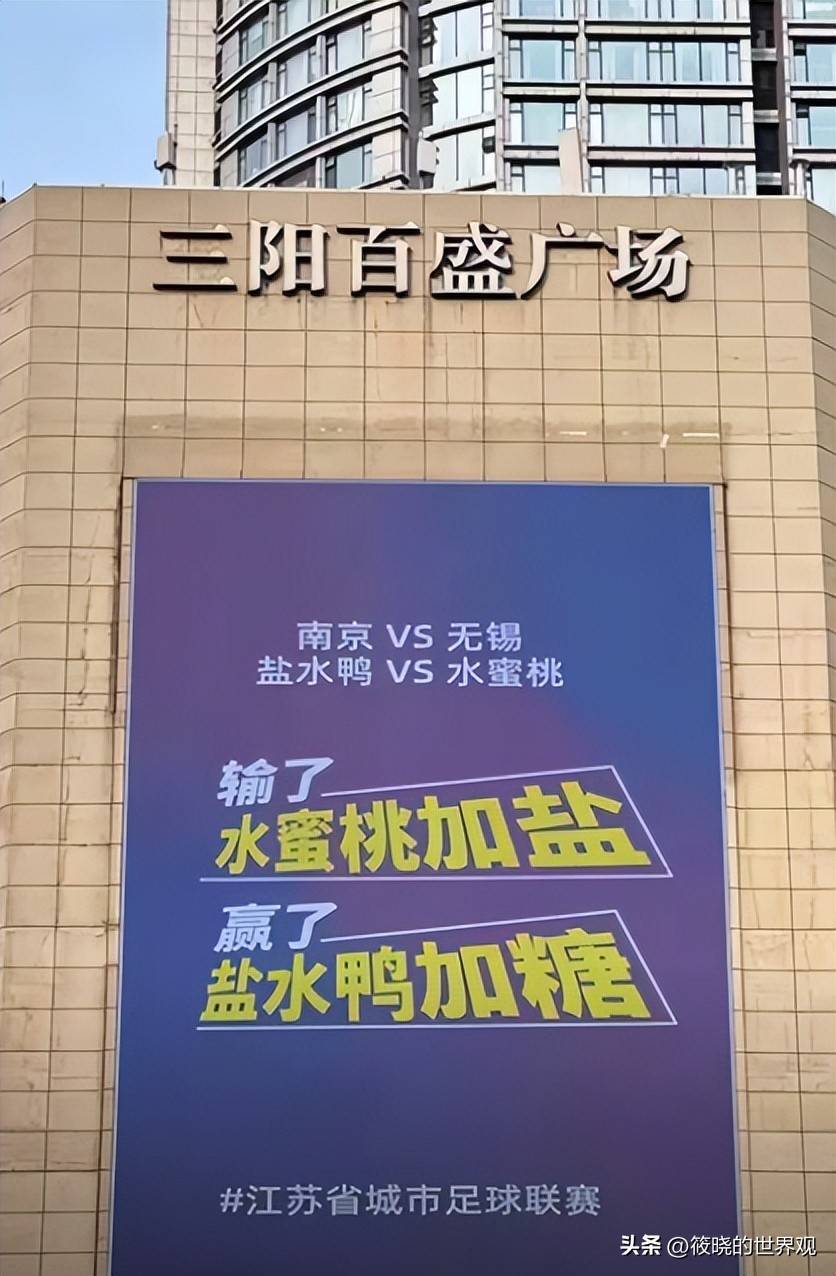 三阳百盛广场
南京 VS 无锡
盐水鸭 VS 水蜜桃
输了
水蜜桃加盐
赢了
盐水鸭加糖
#江苏省城市足球联赛
头条 @筱晓的世界观